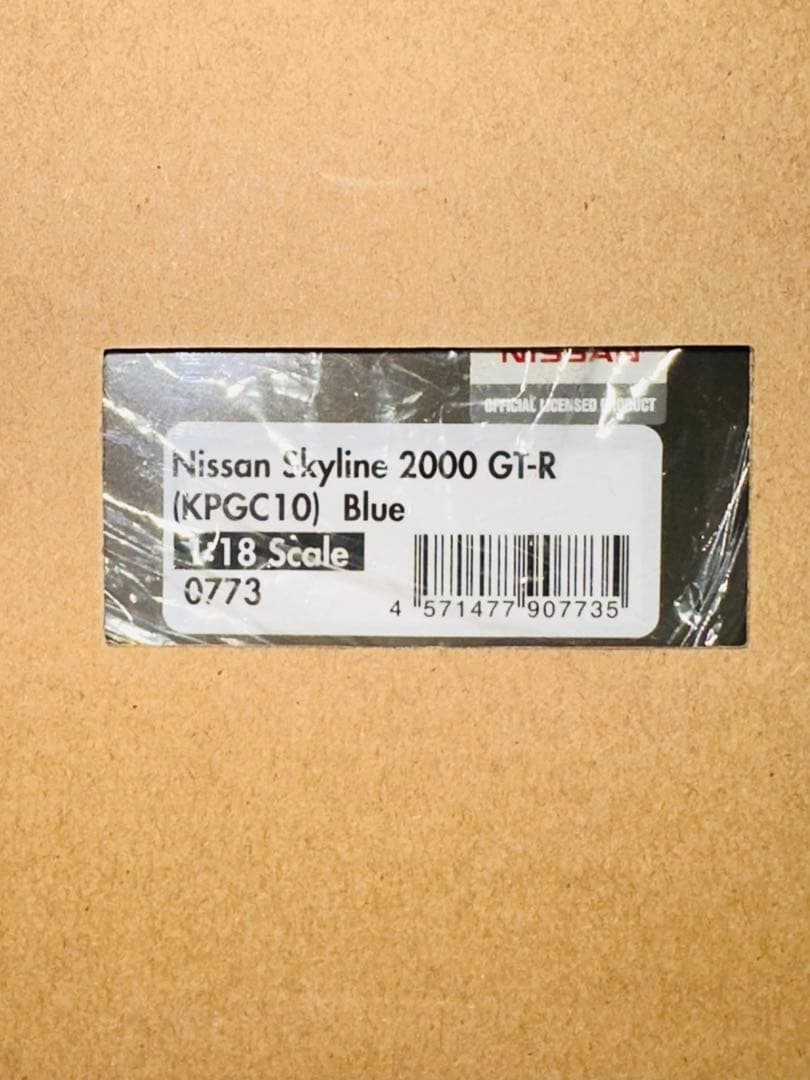 NISSAN
OFFICIAL LICENSED PRODUCT
Nissan Skyline 2000 GT-R
(KPGC10) Blue
1:18 Scale
0773
4 571477 907735